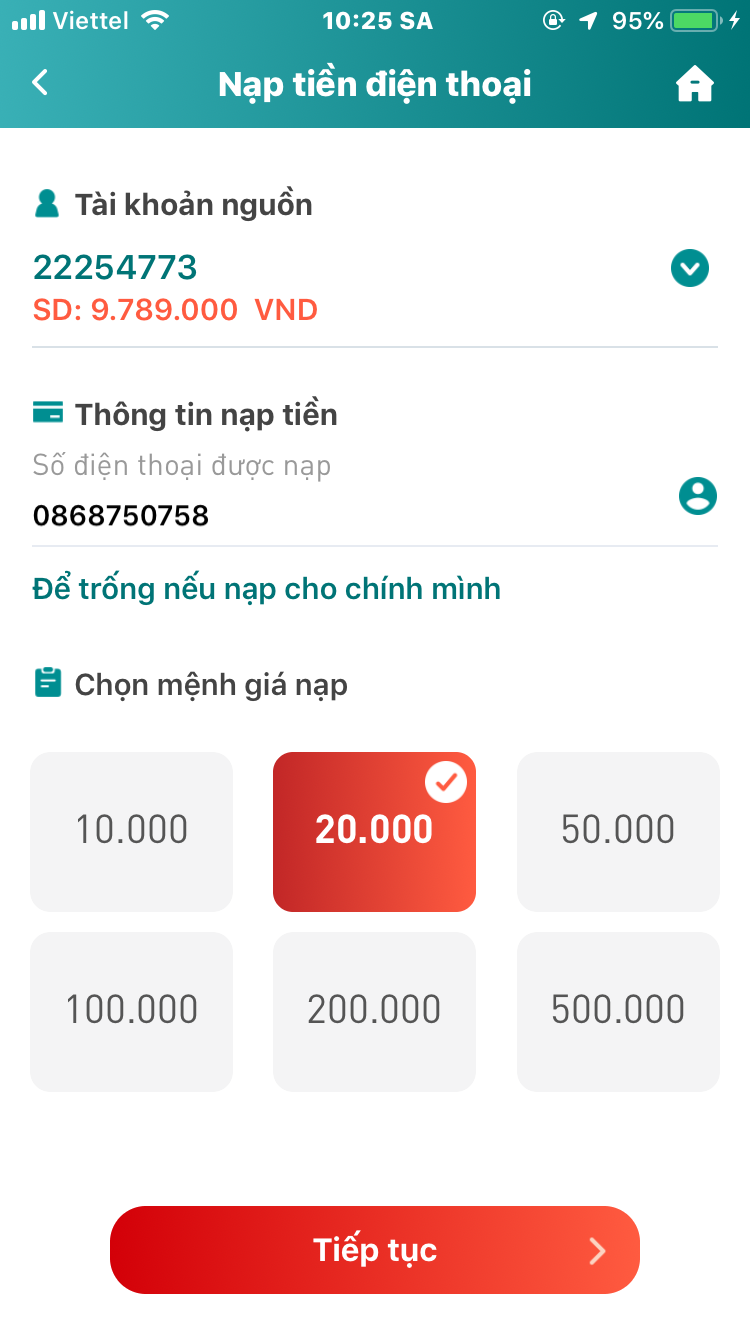 Viettel 10:25 SA 95%
Nạp tiền điện thoại
Tài khoản nguồn
22254773
SD: 9.789.000 VND
Thông tin nạp tiền
Số điện thoại được nạp
0868750758
Để trống nếu nạp cho chính mình
Chọn mệnh giá nạp
10.000 20.000 50.000
100.000 200.000 500.000
Tiếp tục